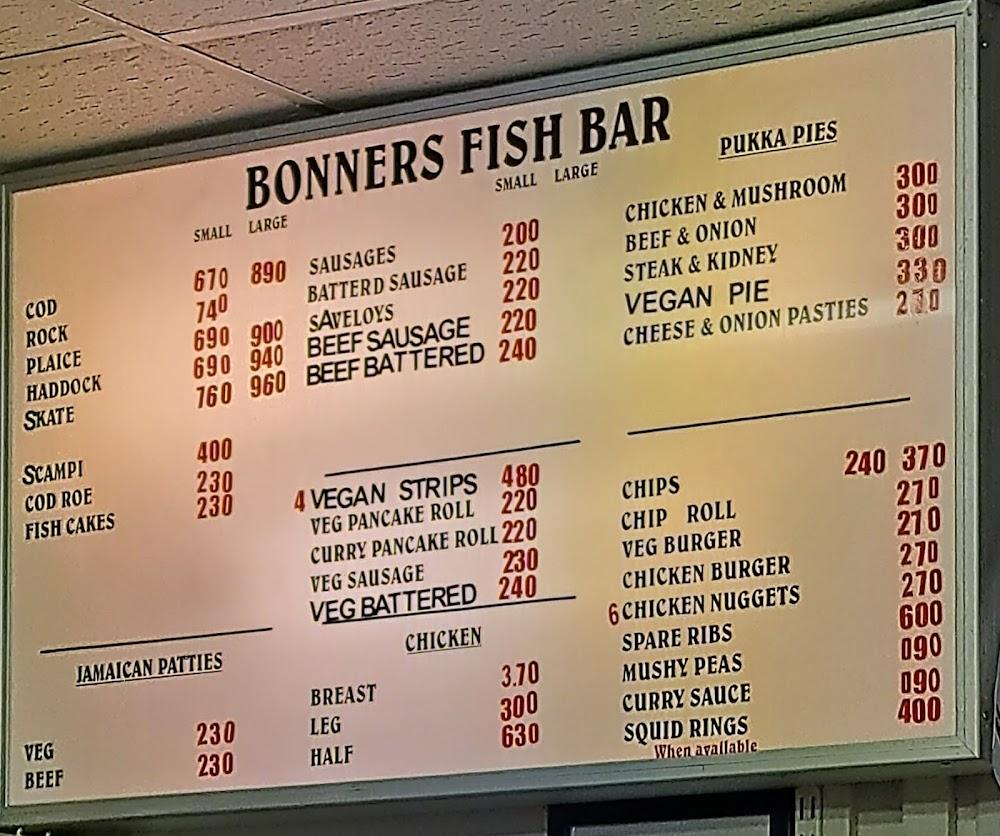 BONNERS FISH BAR
SMALL LARGE
COD 670 890
ROCK 740
PLAICE 690 900
HADDOCK 690 940
SKATE 760 960
SCAMPI 400
COD ROE 230
FISH CAKES 230
JAMAICAN PATTIES
VEG 230
BEEF 230
SMALL LARGE
SAUSAGES 200
BATTERD SAUSAGE 220
SAVELOYS 220
BEEF SAUSAGE 220
BEEF BATTERED 240
4 VEGAN STRIPS 480
VEG PANCAKE ROLL 220
CURRY PANCAKE ROLL 220
VEG SAUSAGE 230
VEG BATTERED 240
CHICKEN
BREAST 3.70
LEG 300
HALF 630
PUKKA PIES
CHICKEN & MUSHROOM 300
BEEF & ONION 300
STEAK & KIDNEY 300
VEGAN PIE 330
CHEESE & ONION PASTIES
CHIPS 240 370
CHIP ROLL 270
VEG BURGER 270
CHICKEN BURGER 270
6 CHICKEN NUGGETS 270
SPARE RIBS 600
MUSHY PEAS 090
CURRY SAUCE 090
SQUID RINGS 400
When available